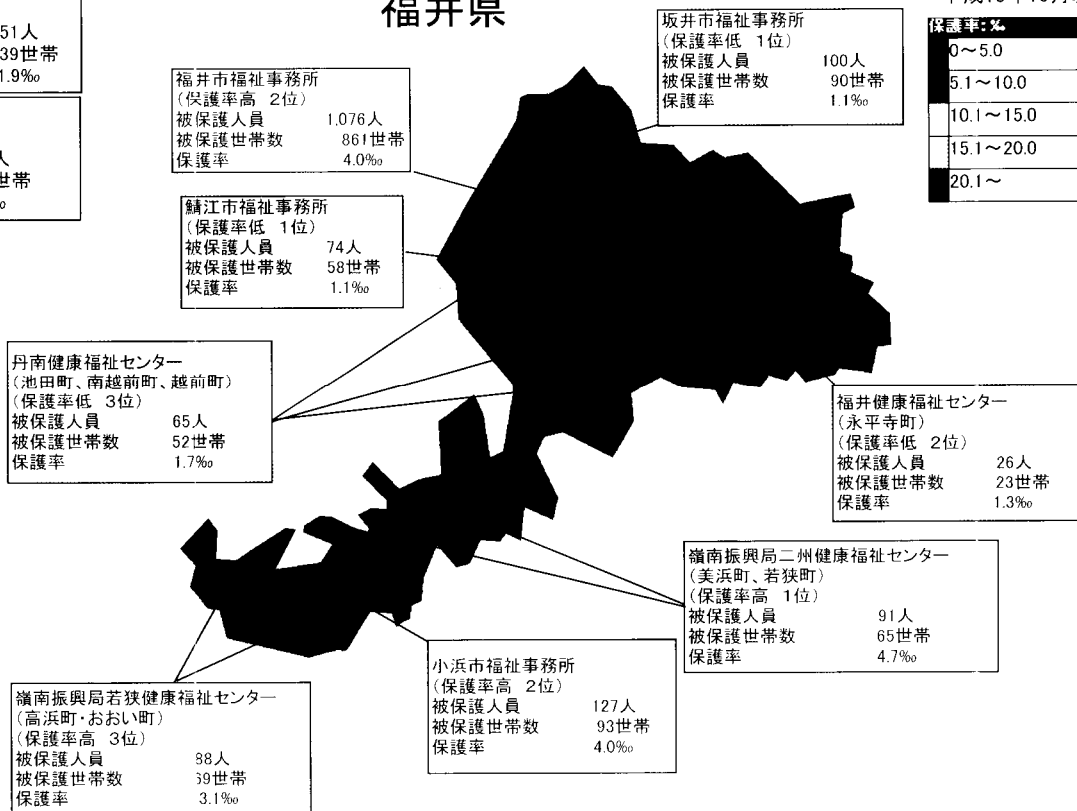 福井県
51人
39世帯
1.9‰
人
世帯
坂井市福祉事務所
(保護率低 1位)
被保護人員 100人
被保護世帯数 90世帯
保護率 1.1‰
保護率:‰
0～5.0
5.1～10.0
10.1～15.0
15.1～20.0
20.1～
福井市福祉事務所
(保護率高 2位)
被保護人員 1,076人
被保護世帯数 861世帯
保護率 4.0‰
鯖江市福祉事務所
(保護率低 1位)
被保護人員 74人
被保護世帯数 58世帯
保護率 1.1‰
丹南健康福祉センター
(池田町、南越前町、越前町)
(保護率低 3位)
被保護人員 65人
被保護世帯数 52世帯
保護率 1.7‰
福井健康福祉センター
(永平寺町)
(保護率低 2位)
被保護人員 26人
被保護世帯数 23世帯
保護率 1.3‰
嶺南振興局二州健康福祉センター
(美浜町、若狭町)
(保護率高 1位)
被保護人員 91人
被保護世帯数 65世帯
保護率 4.7‰
小浜市福祉事務所
(保護率高 2位)
被保護人員 127人
被保護世帯数 93世帯
保護率 4.0‰
嶺南振興局若狭健康福祉センター
(高浜町・おおい町)
(保護率高 3位)
被保護人員 88人
被保護世帯数 69世帯
保護率 3.1‰